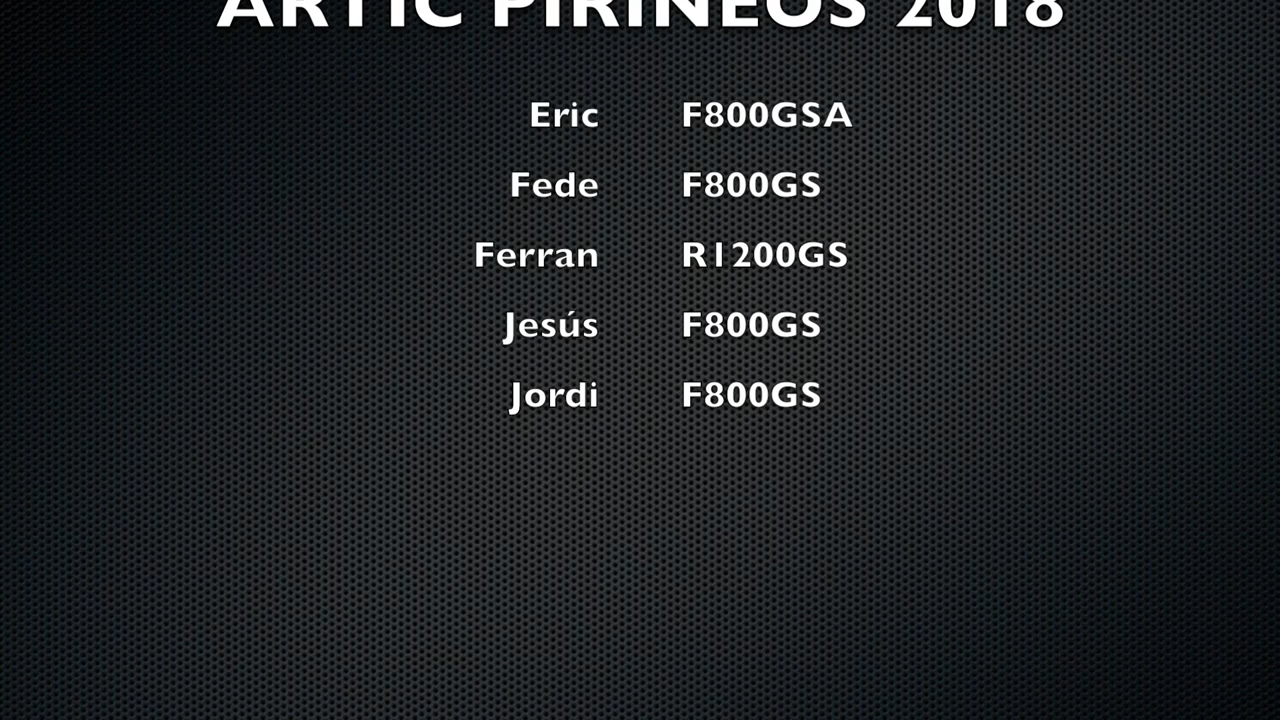 ARTIC PIRINEOS 2018
Eric F800GSA
Fede F800GS
Ferran R1200GS
Jesús F800GS
Jordi F800GS